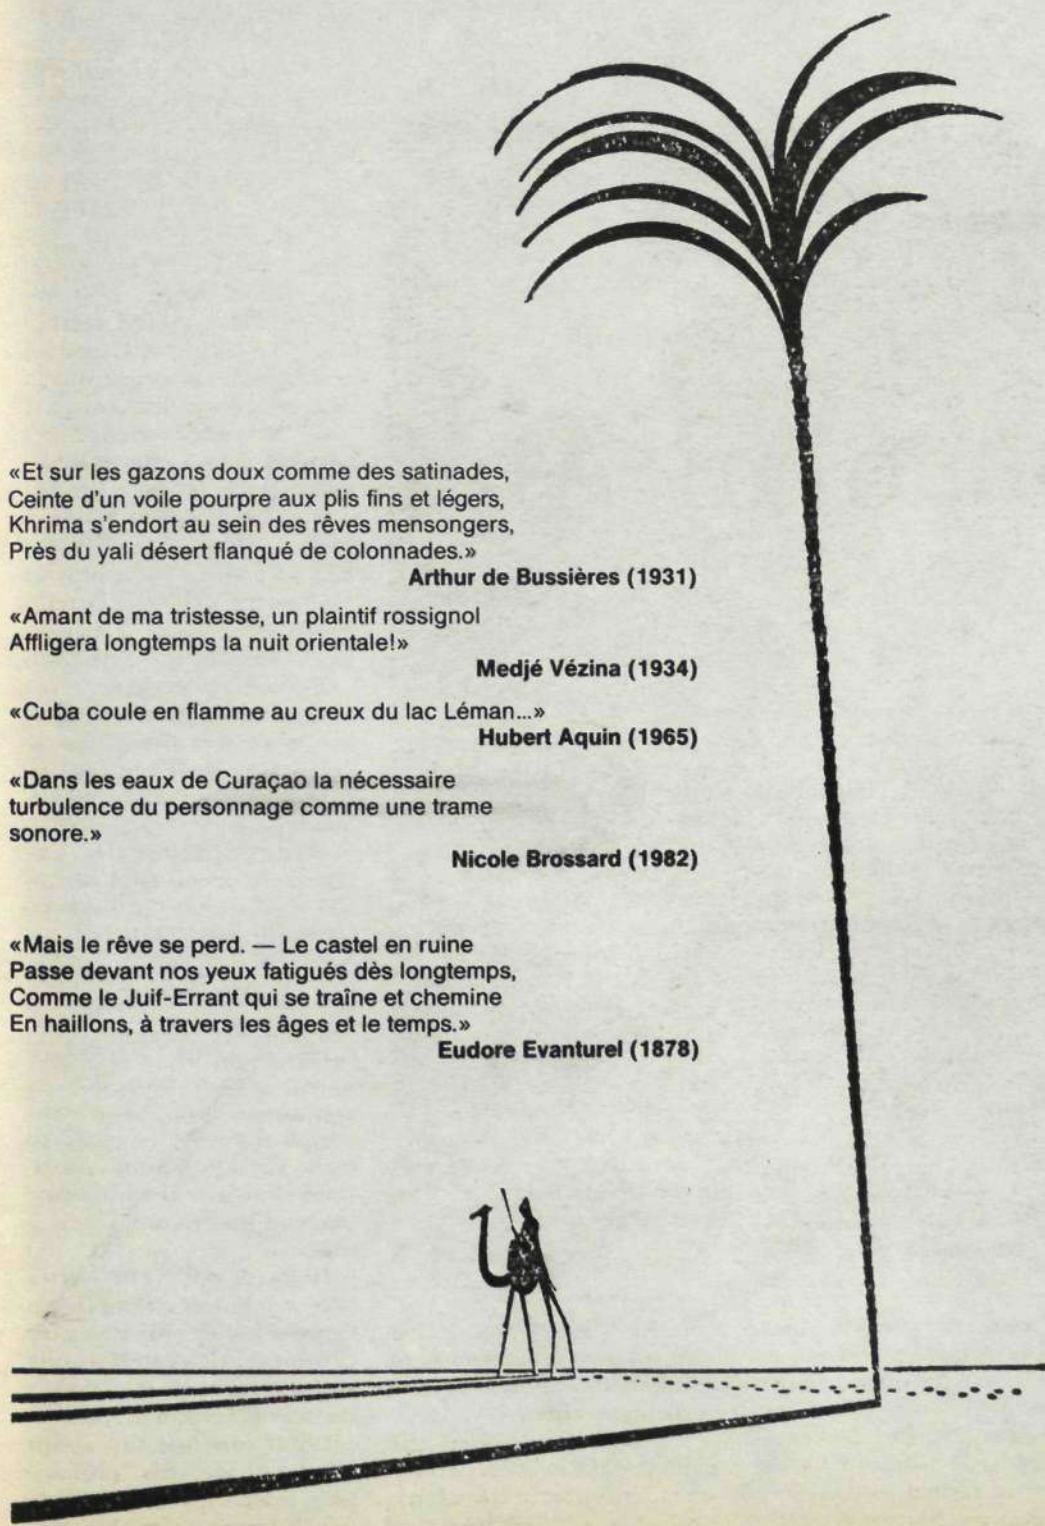 «Et sur les gazons doux comme des satinades,
Ceinte d'un voile pourpre aux plis fins et légers,
Khrima s'endort au sein des rêves mensongers,
Près du yali désert flanqué de colonnades.»
Arthur de Bussières (1931)
«Amant de ma tristesse, un plaintif rossignol
Affligera longtemps la nuit orientale!»
Medjé Vézina (1934)
«Cuba coule en flamme au creux du lac Léman...»
Hubert Aquin (1965)
«Dans les eaux de Curaçao la nécessaire
turbulence du personnage comme une trame
sonore.»
Nicole Brossard (1982)
«Mais le rêve se perd. — Le castel en ruine
Passe devant nos yeux fatigués dès longtemps,
Comme le Juif-Errant qui se traîne et chemine
En haillons, à travers les âges et le temps.»
Eudore Evanturel (1878)